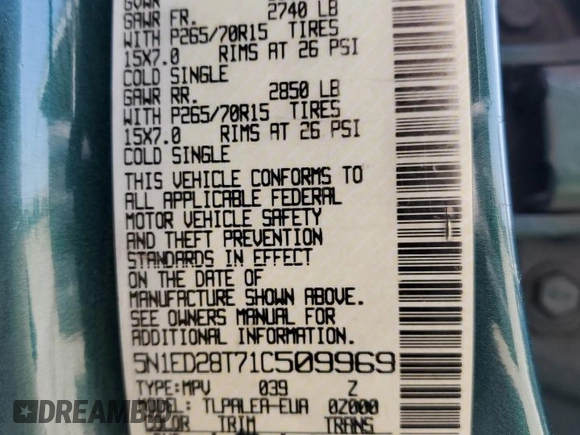 GAWR FR. 2740 LB
WITH P265/70R15 TIRES
15X7.0 RIMS AT 26 PSI
COLD SINGLE
GAWR RR. 2850 LB
WITH P265/70R15 TIRES
15X7.0 RIMS AT 26 PSI
COLD SINGLE
THIS VEHICLE CONFORMS TO
ALL APPLICABLE FEDERAL
MOTOR VEHICLE SAFETY
AND THEFT PREVENTION
STANDARDS IN EFFECT
ON THE DATE OF
MANUFACTURE SHOWN ABOVE.
SEE OWNERS MANUAL FOR
ADDITIONAL INFORMATION.
5N1ED28T71C509969
TYPE:MPV 039 Z
TLPALEA-EUA 02000
COLOR TRIM TRANS
DREAMBID